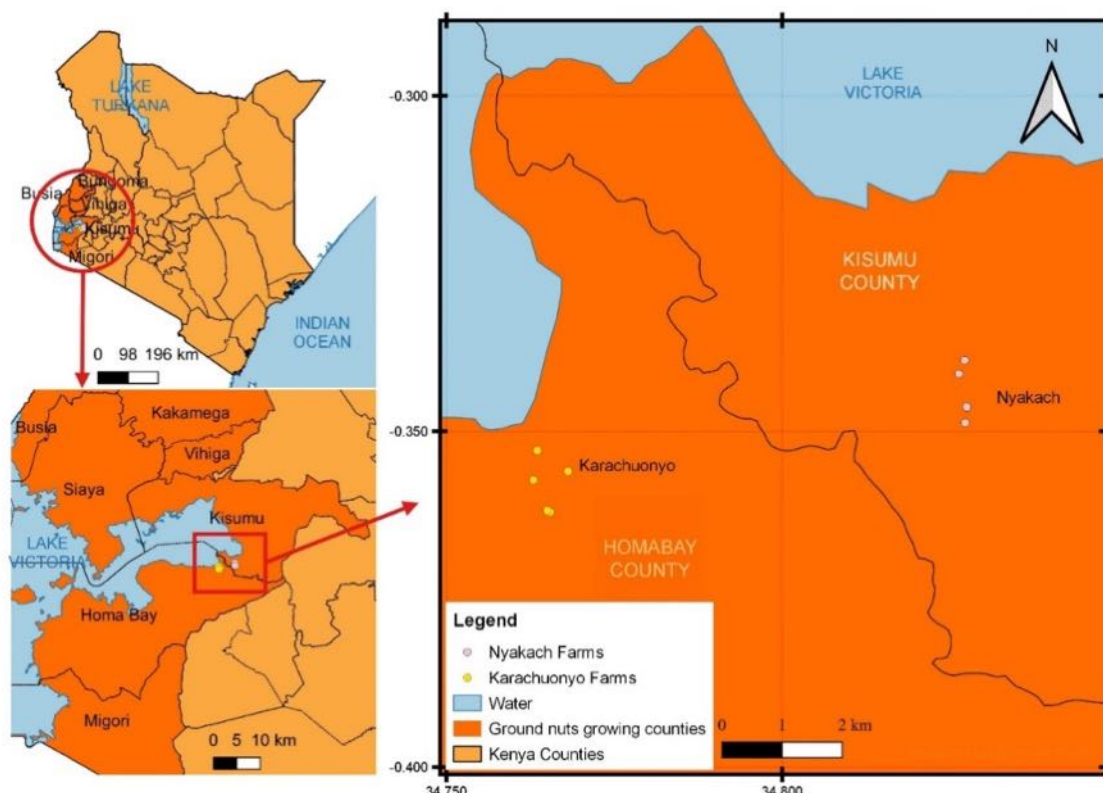 LAKE
TURKANA
Bungoma
Busia
Vihiga
Kisumu
Migori
INDIAN
OCEAN
0 98 196 km
Kakamega
Busia
Vihiga
Siaya
Kisumu
LAKE
VICTORIA
Homa Bay
Migori
0 5 10 km
N
LAKE
VICTORIA
-0.300
KISUMU
COUNTY
Nyakach
-0.350
Karachuonyo
HOMABAY
COUNTY
Legend
Nyakach Farms
Karachuonyo Farms
Water
Ground nuts growing counties
Kenya Counties
0 1 2 km
-0.400
34.750 34.800